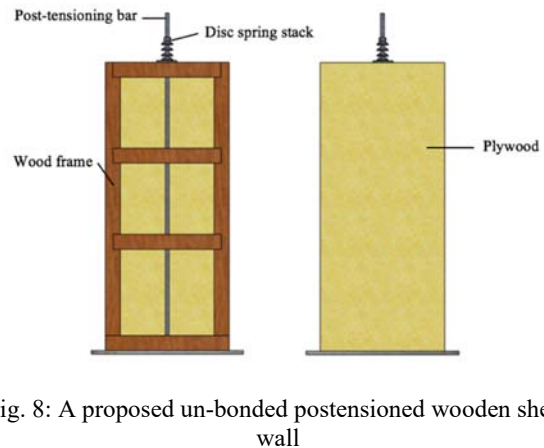 Post-tensioning bar
Disc spring stack
Wood frame
Plywood
ig. 8: A proposed un-bonded postensioned wooden she
wall